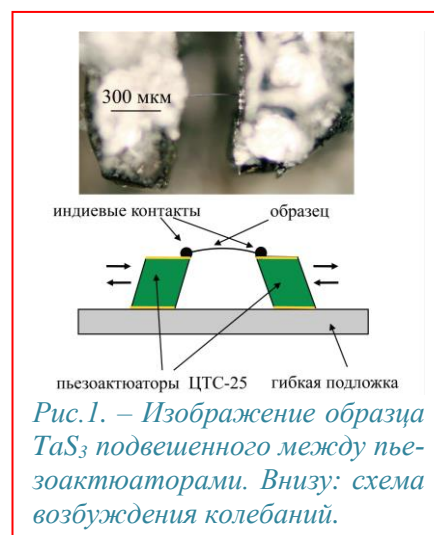 300 мкм
индиевые контакты образец
пьезоактюаторы ЦТС-25 гибкая подложка
Рис.1. – Изображение образца
TaS₃ подвешенного между пье-
зоактюаторами. Внизу: схема
возбуждения колебаний.